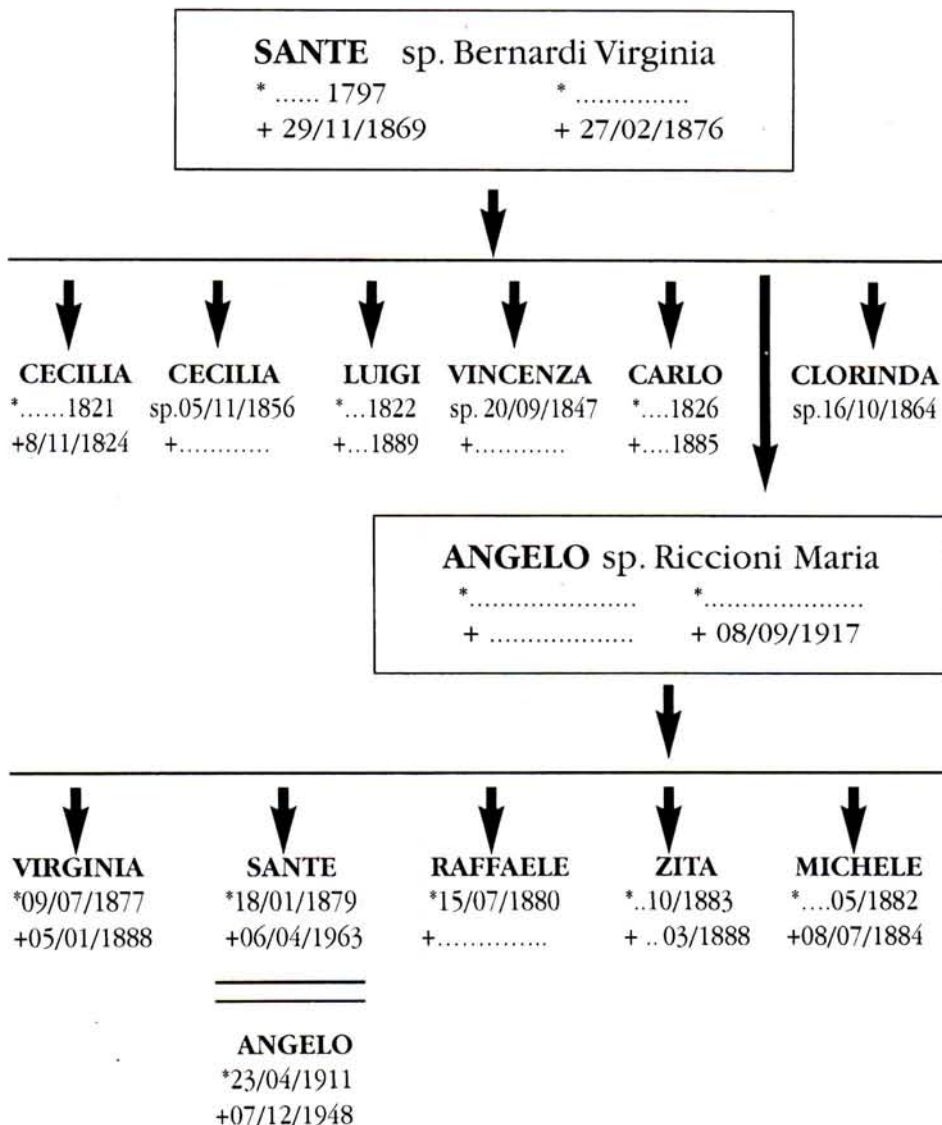 SANTE sp. Bernardi Virginia
* ...... 1797 * ...............
+ 29/11/1869 + 27/02/1876
CECILIA CECILIA LUIGI VINCENZA CARLO CLORINDA
*......1821 sp.05/11/1856 *...1822 sp. 20/09/1847 *....1826 sp.16/10/1864
+8/11/1824 +............ +...1889 +............ +....1885
ANGELO sp. Riccioni Maria
*..................... *....................
+ ................. + 08/09/1917
VIRGINIA SANTE RAFFAELE ZITA MICHELE
*09/07/1877 *18/01/1879 *15/07/1880 *..10/1883 *....05/1882
+05/01/1888 +06/04/1963 +.............. + ..03/1888 +08/07/1884
ANGELO
*23/04/1911
+07/12/1948